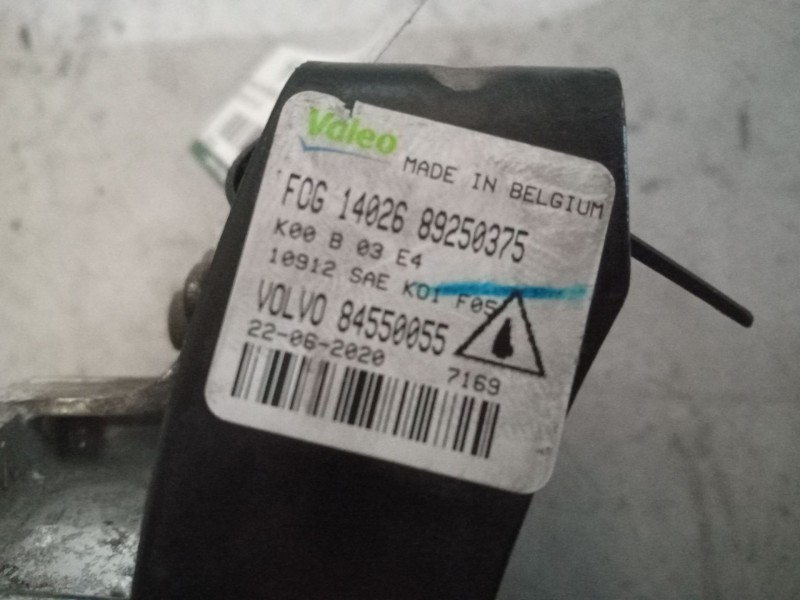 Valeo
MADE IN BELGIUM
FOG 14026 89250375
K00 B 03 E4
10912 SAE K01 F05
VOLVO 84550055
22-06-2020
7169